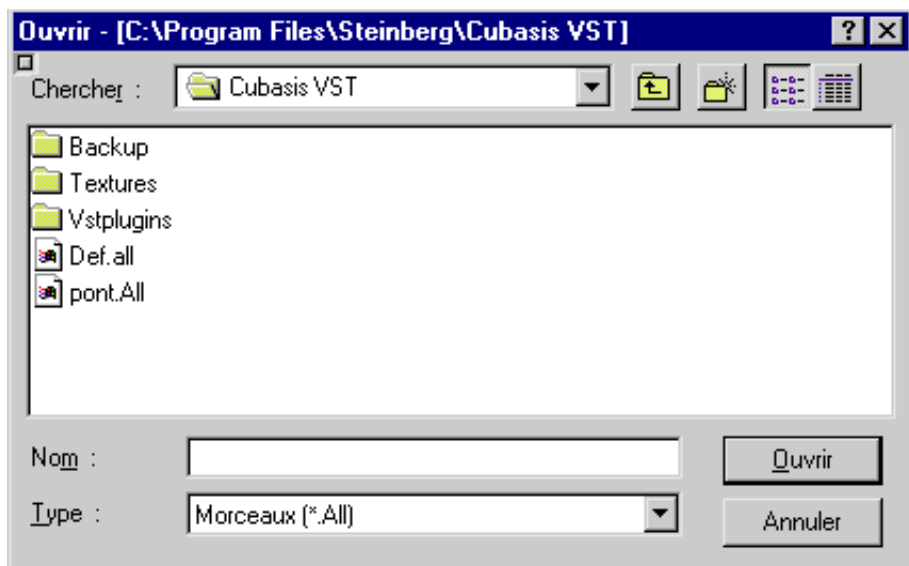 Ouvrir - [C:\Program Files\Steinberg\Cubasis VST]
Chercher : Cubasis VST
Backup
Textures
Vstplugins
Def.all
pont.All
Nom :
Ouvrir
Type : Morceaux (*.All)
Annuler